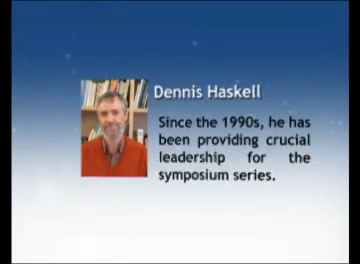 Dennis Haskell
Since the 1990s, he has
been providing crucial
leadership for the
symposium series.